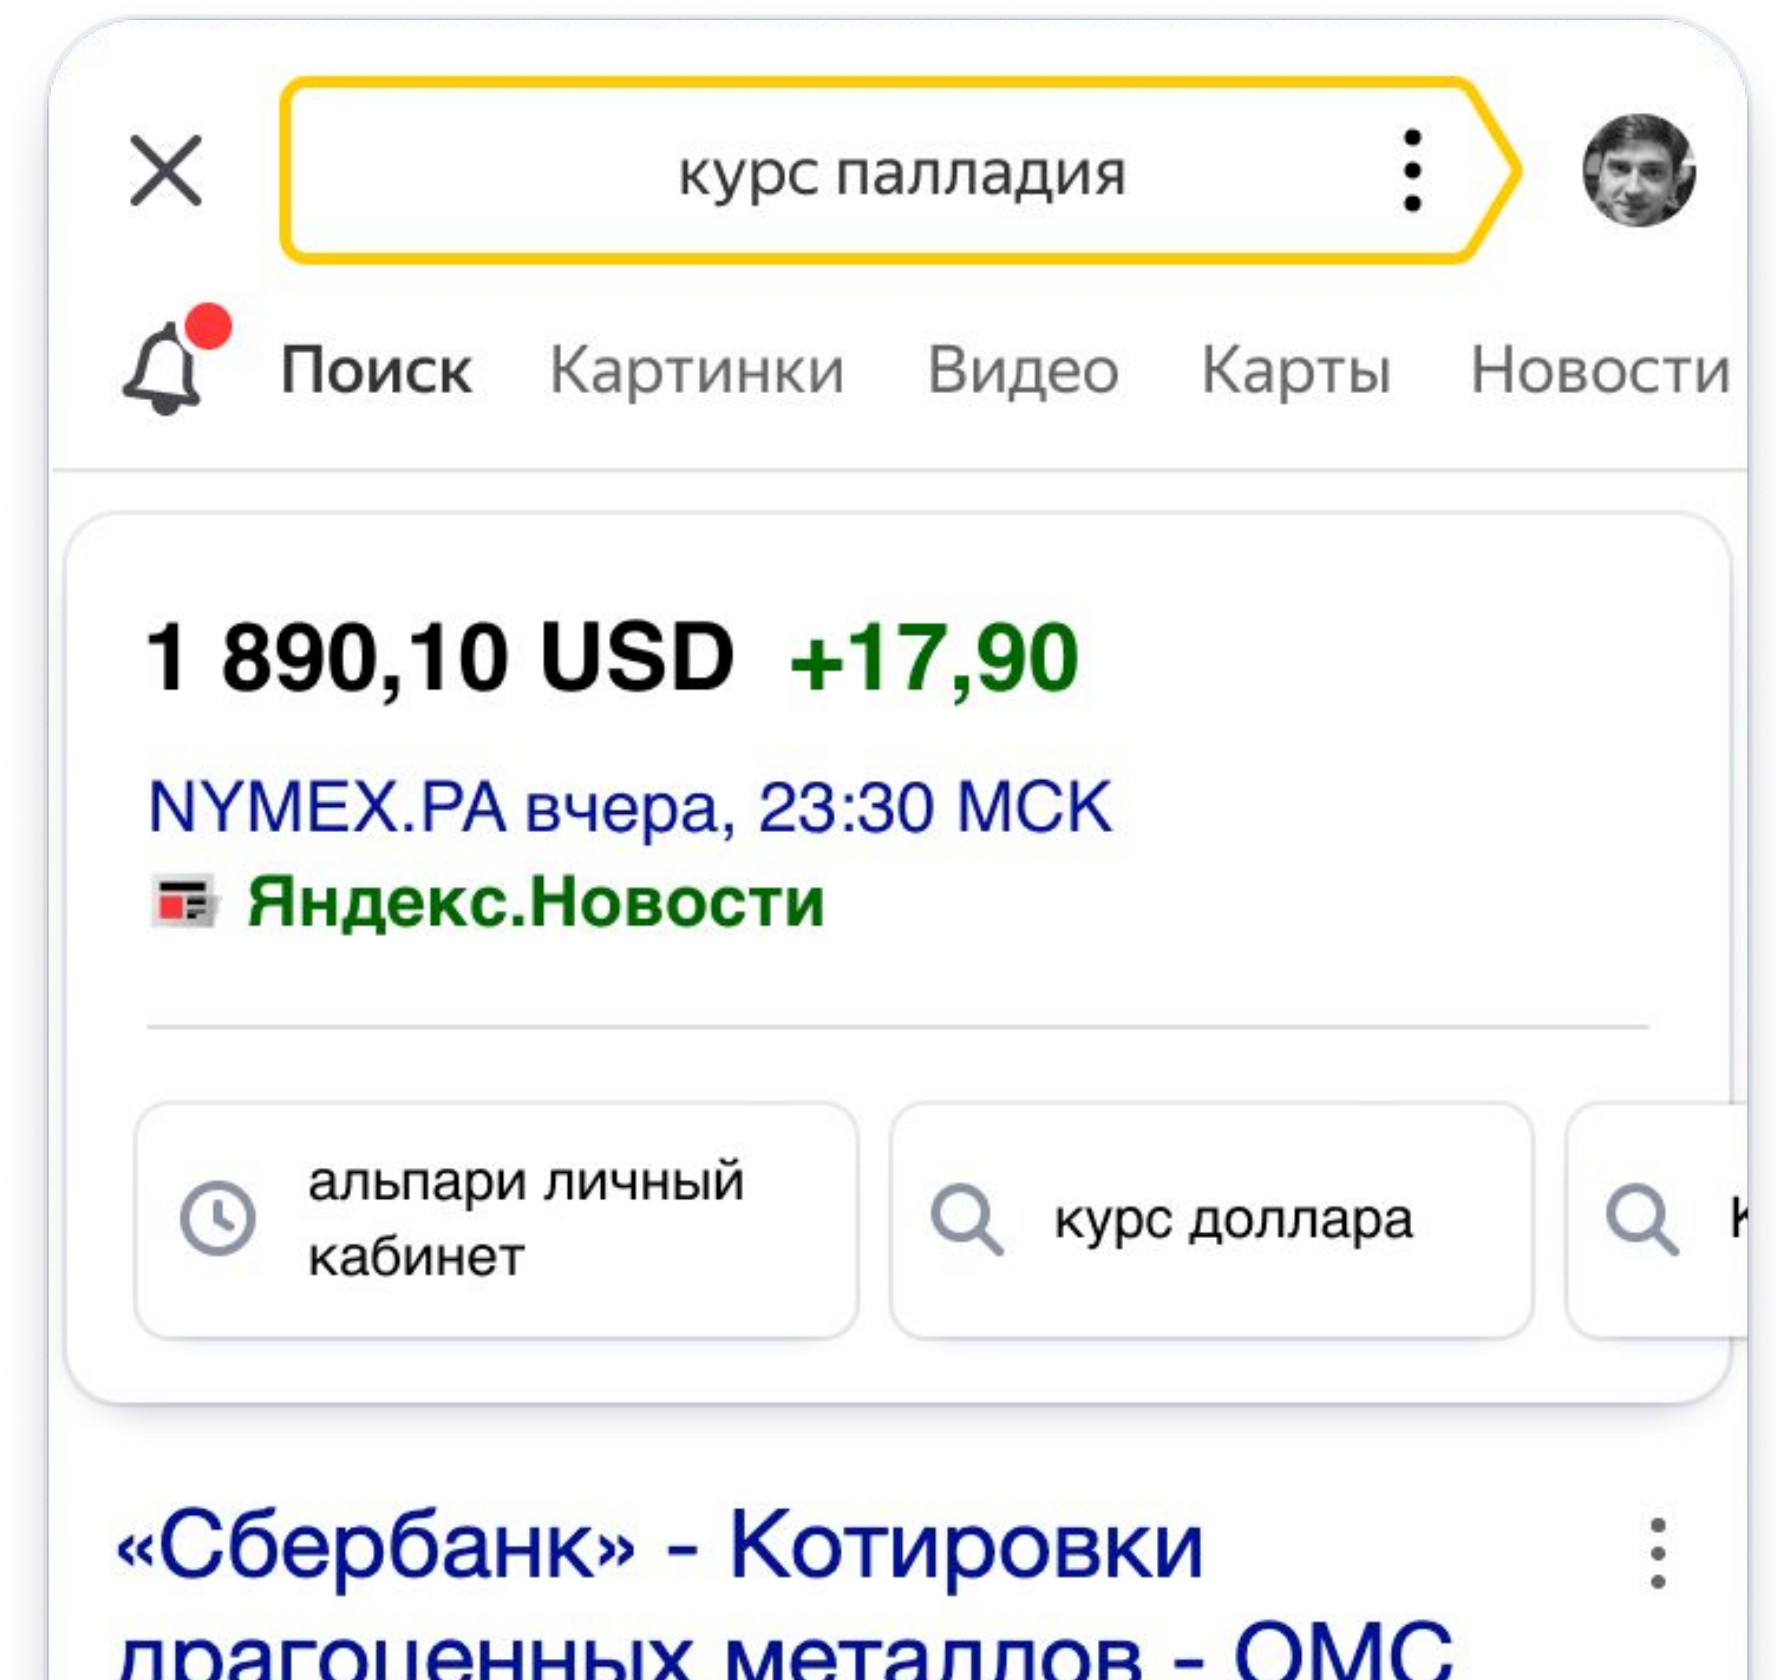 курс палладия
Поиск Картинки Видео Карты Новости
1 890,10 USD +17,90
NYMEX.PA вчера, 23:30 МСК
Яндекс.Новости
альпари личный
кабинет
курс доллара
«Сбербанк» - Котировки
драгоценных металлов - ОМС